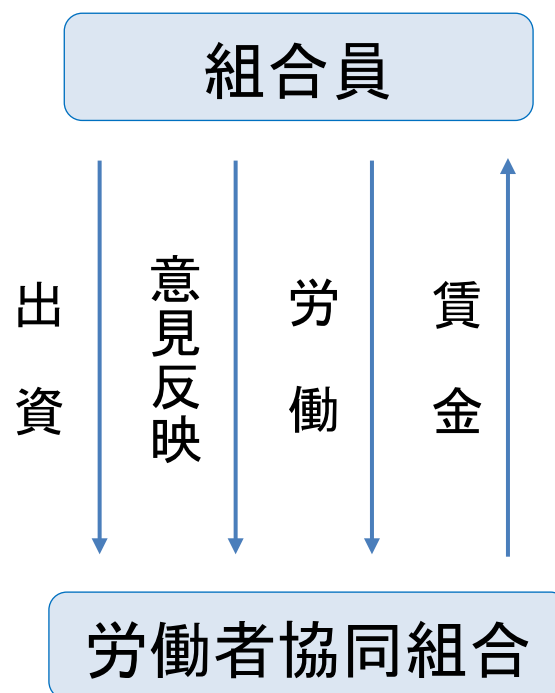 組合員
出資
意見反映
労働
賃金
労働者協同組合